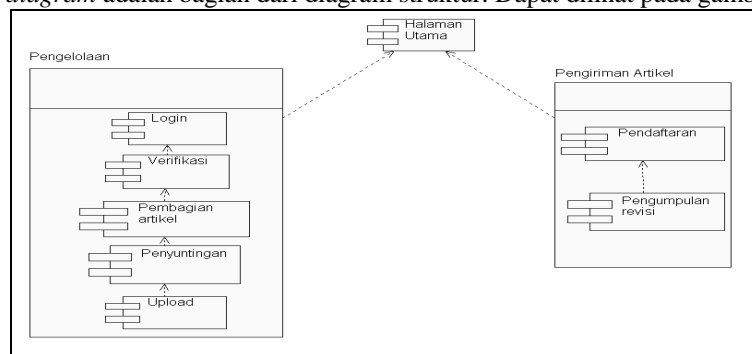 diagram adalah bagian dari diagram struktur. Dapat dilihat pada gamb
Halaman
Utama
Pengelolaan
Pengiriman Artikel
Login
Verifikasi
Pembagian
artikel
Penyuntingan
Upload
Pendaftaran
Pengumpulan
revisi